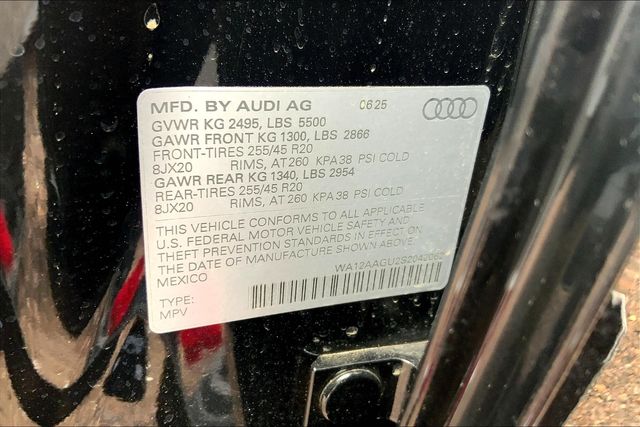 MFD. BY AUDI AG 06 25
GVWR KG 2495, LBS 5500
GAWR FRONT KG 1300, LBS 2866
FRONT-TIRES 255/45 R20
8JX20 RIMS, AT 260 KPA 38 PSI COLD
GAWR REAR KG 1340, LBS 2954
REAR-TIRES 255/45 R20
8JX20 RIMS, AT 260 KPA 38 PSI COLD
THIS VEHICLE CONFORMS TO ALL APPLICABLE
U.S. FEDERAL MOTOR VEHICLE SAFETY AND
THEFT PREVENTION STANDARDS IN EFFECT ON
THE DATE OF MANUFACTURE SHOWN ABOVE.
MEXICO
TYPE:
MPV